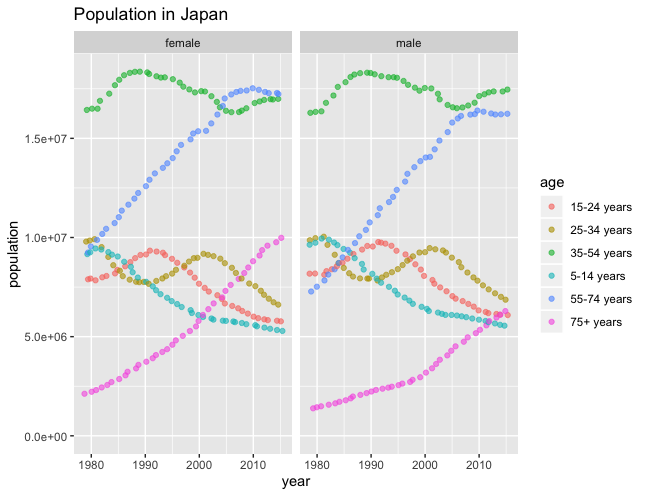 Population in Japan
female
male
population
1.5e+07
1.0e+07
5.0e+06
0.0e+00
1980 1990 2000 2010
1980 1990 2000 2010
year
age
15-24 years
25-34 years
35-54 years
5-14 years
55-74 years
75+ years